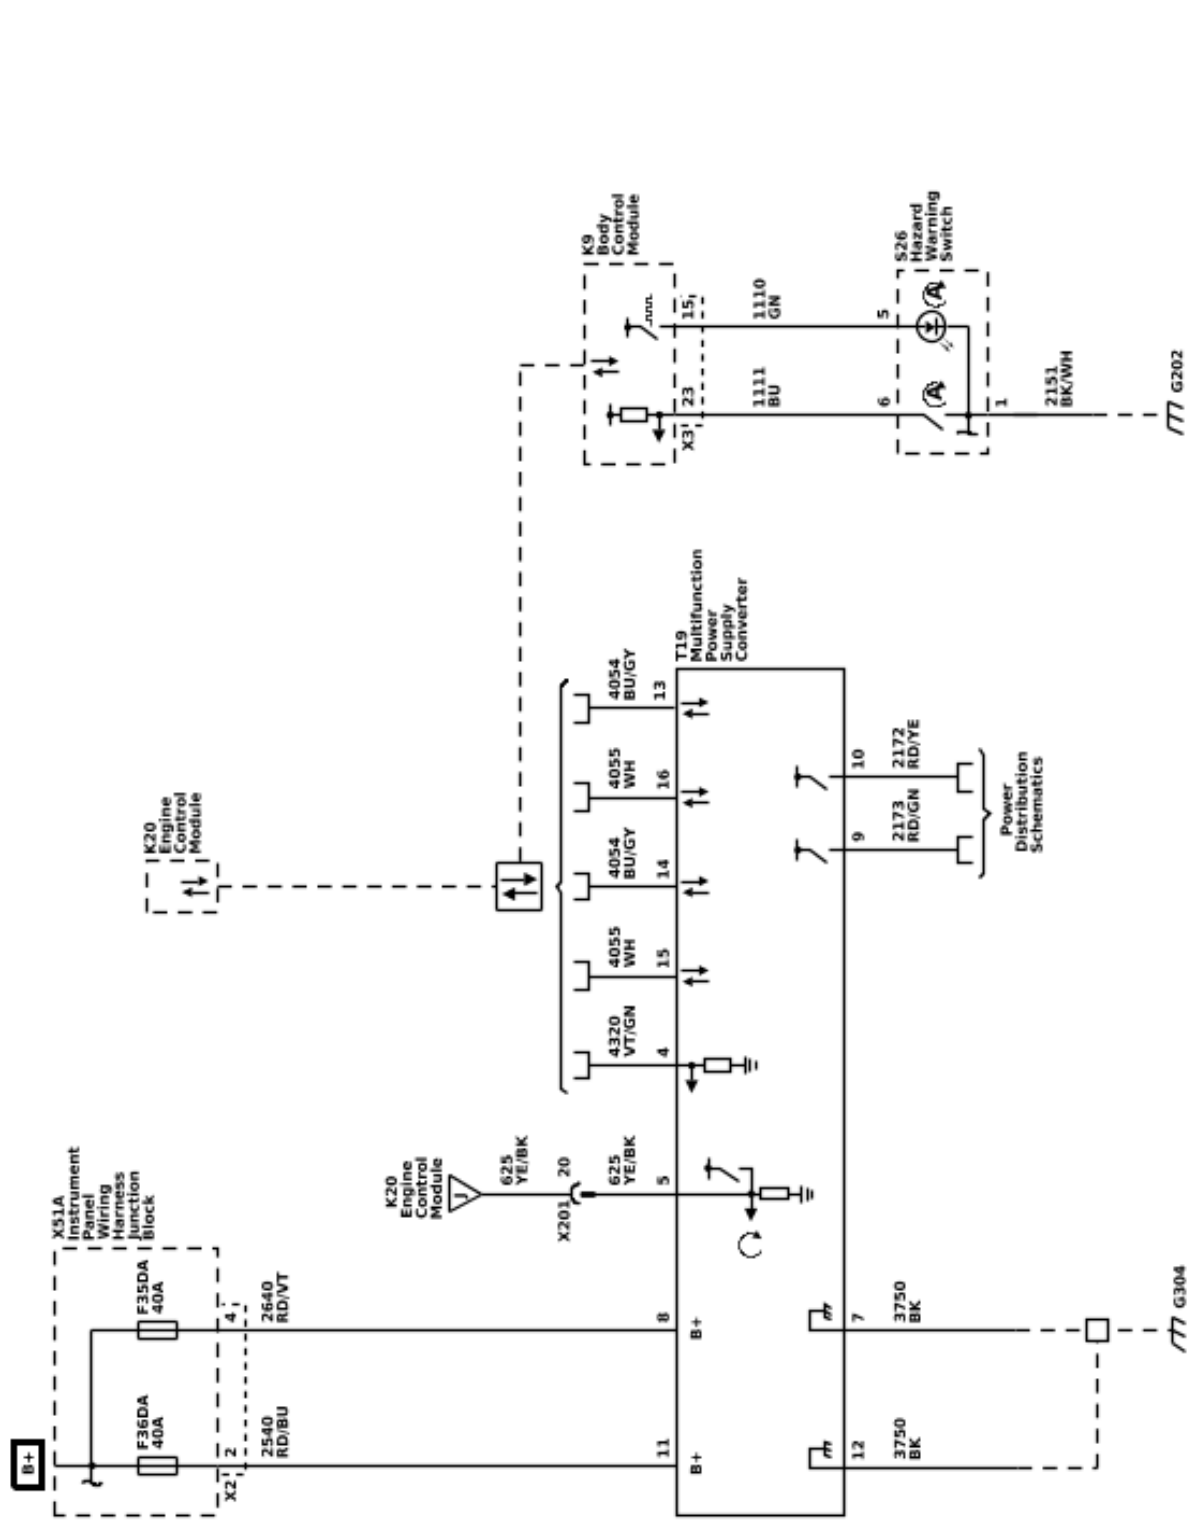 B+
X51A
Instrument
Panel
Wiring
Harness
Junction
Block
F36DA
40A
F35DA
40A
X2
2
4
2540
RD/BU
2640
RD/VT
11
8
B+
B+
K20
Engine
Control
Module
J
625
YE/BK
X201
20
625
YE/BK
5
K20
Engine
Control
Module
4320
VT/GN
4
4055
WH
15
4054
BU/GY
14
4055
WH
16
4054
BU/GY
13
T19
Multifunction
Power
Supply
Converter
12
3750
BK
7
3750
BK
G304
9
2173
RD/GN
10
2172
RD/YE
Power
Distribution
Schematics
K9
Body
Control
Module
X3
23
15
1111
BU
1110
GN
6
5
S26
Hazard
Warning
Switch
A
A
1
2151
BK/WH
G202